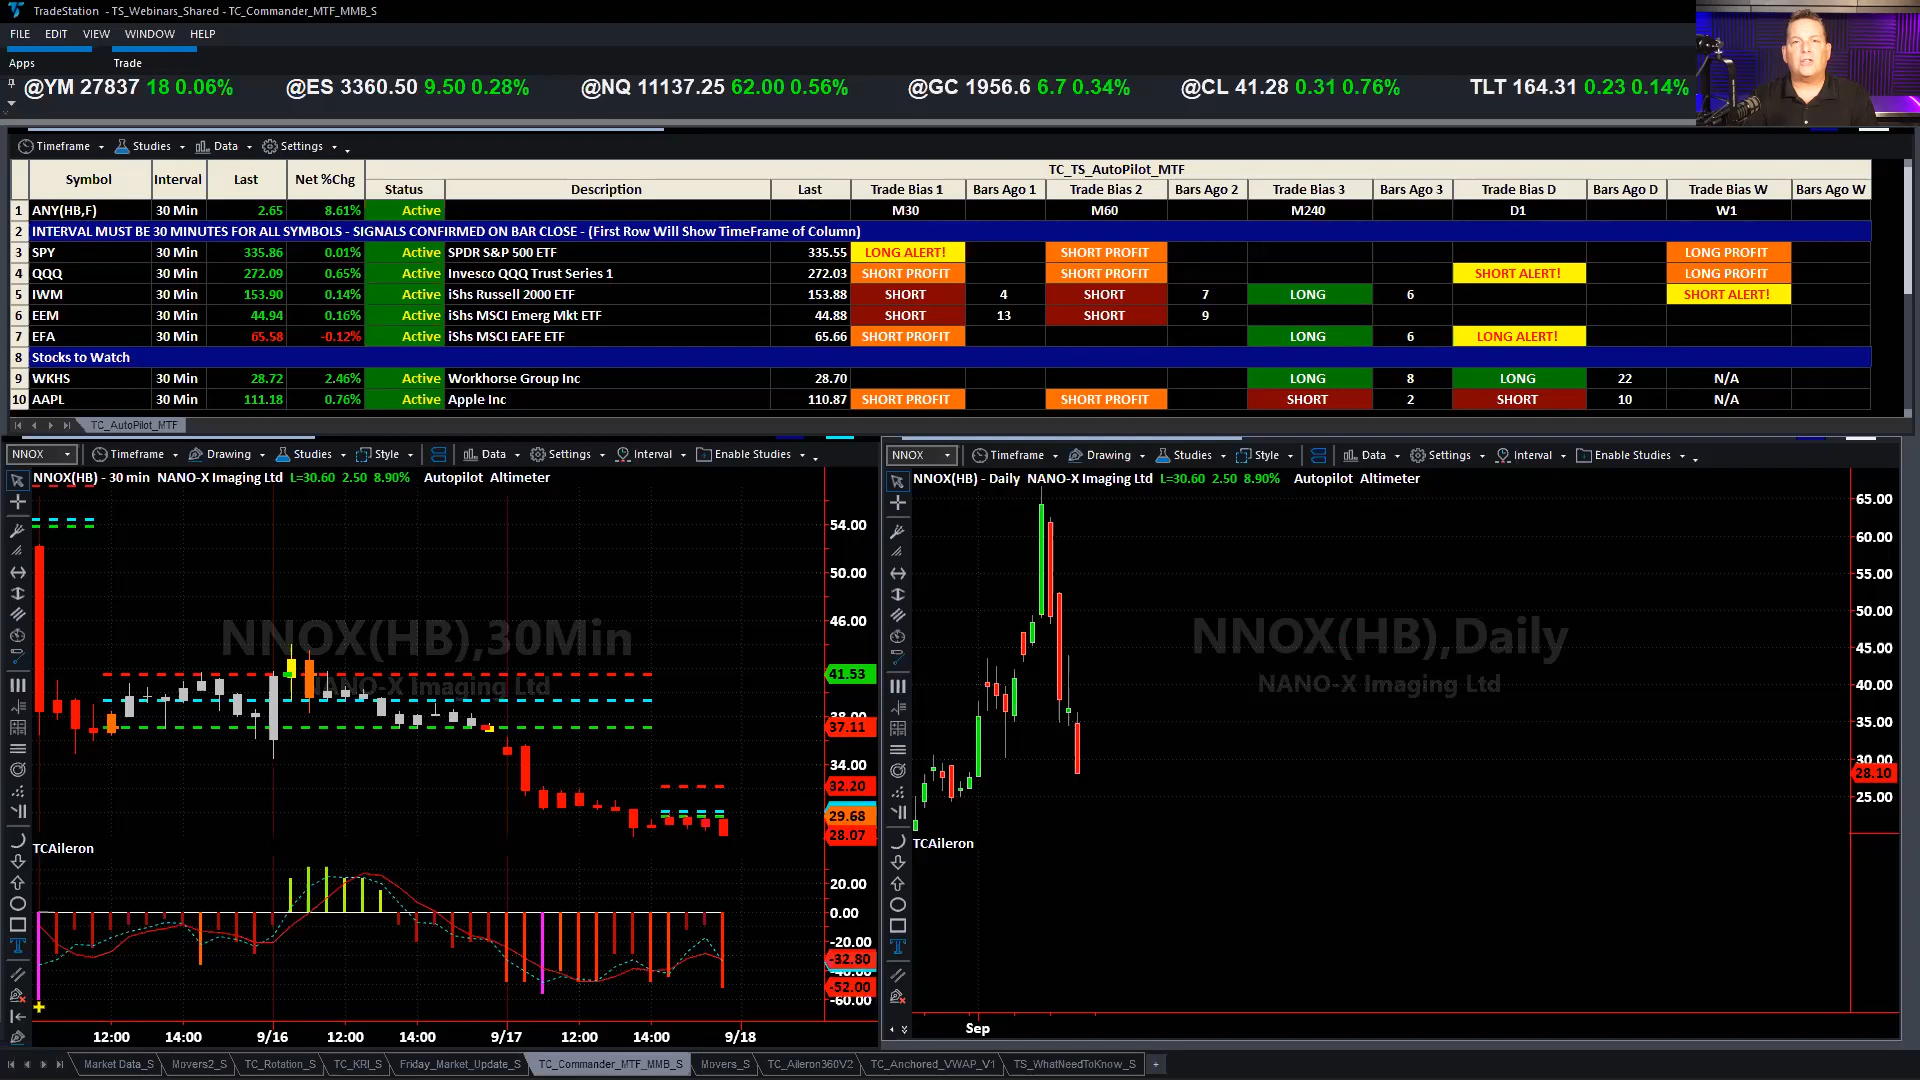 TradeStation - TS_Webinars_Shared - TC_Commander_MTF_MMB_S
FILE EDIT VIEW WINDOW HELP
Apps Trade
@YM 27837 18 0.06% @ES 3360.50 9.50 0.28% @NQ 11137.25 62.00 0.56% @GC 1956.6 6.7 0.34% @CL 41.28 0.31 0.76% TLT 164.31 0.23 0.14%
Timeframe Studies Data Settings
TC_TS_AutoPilot_MTF
Symbol Interval Last Net %Chg Status Description Last Trade Bias 1 Bars Ago 1 Trade Bias 2 Bars Ago 2 Trade Bias 3 Bars Ago 3 Trade Bias D Bars Ago D Trade Bias W Bars Ago W
1 ANY(HB,F) 30 Min 2.65 8.61% Active M30 M60 M240 D1 W1
2 INTERVAL MUST BE 30 MINUTES FOR ALL SYMBOLS - SIGNALS CONFIRMED ON BAR CLOSE - (First Row Will Show TimeFrame of Column)
3 SPY 30 Min 335.86 0.01% Active SPDR S&P 500 ETF 335.55 LONG ALERT! SHORT PROFIT LONG PROFIT
4 QQQ 30 Min 272.09 0.65% Active Invesco QQQ Trust Series 1 272.03 SHORT PROFIT SHORT PROFIT SHORT ALERT! LONG PROFIT
5 IWM 30 Min 153.90 0.14% Active iShs Russell 2000 ETF 153.88 SHORT 4 SHORT 7 LONG 6 SHORT ALERT!
6 EEM 30 Min 44.94 0.16% Active iShs MSCI Emerg Mkt ETF 44.88 SHORT 13 SHORT 9
7 EFA 30 Min 65.58 -0.12% Active iShs MSCI EAFE ETF 65.66 SHORT PROFIT LONG 6 LONG ALERT!
8 Stocks to Watch
9 WKHS 30 Min 28.72 2.46% Active Workhorse Group Inc 28.70 LONG 8 LONG 22 N/A
10 AAPL 30 Min 111.18 0.76% Active Apple Inc 110.87 SHORT PROFIT SHORT PROFIT SHORT 2 SHORT 10 N/A
TC_AutoPilot_MTF
NNOX Timeframe Drawing Studies Style Data Settings Interval Enable Studies
NNOX(HB) - 30 min NANO-X Imaging Ltd L=30.60 2.50 8.90% Autopilot Altimeter
54.00
50.00
46.00
NNOX(HB),30Min
NANO-X Imaging Ltd
41.53
38.00
37.11
34.00
32.20
29.68
28.07
TCAileron
20.00
0.00
-20.00
-32.80
-40.00
-52.00
-60.00
12:00 14:00 9/16 12:00 14:00 9/17 12:00 14:00 9/18
NNOX Timeframe Drawing Studies Style Data Settings Interval Enable Studies
NNOX(HB) - Daily NANO-X Imaging Ltd L=30.60 2.50 8.90% Autopilot Altimeter
65.00
60.00
55.00
50.00
NNOX(HB),Daily
45.00
NANO-X Imaging Ltd
40.00
35.00
30.00
28.10
25.00
TCAileron
Sep
Market Data_S Movers2_S TC_Rotation_S TC_KRI_S Friday_Market_Update_S TC_Commander_MTF_MMB_S Movers_S TC_Aileron360V2 TC_Anchored_VWAP_V1 TS_WhatNeedToKnow_S +